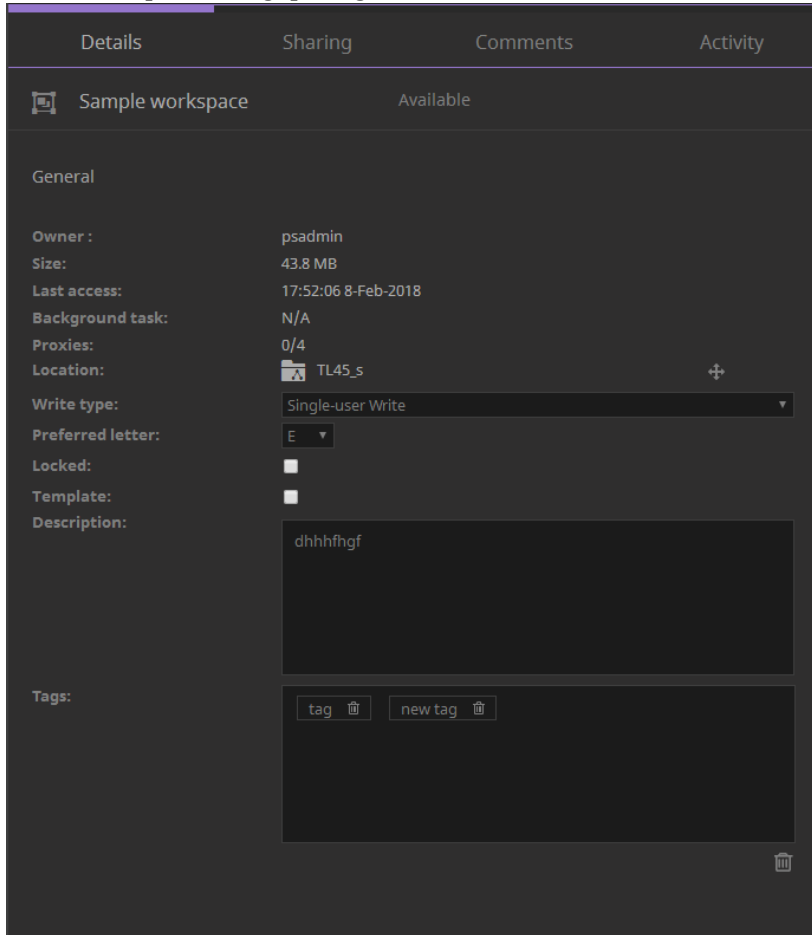 Details Sharing Comments Activity
Sample workspace Available
General
Owner : psadmin
Size: 43.8 MB
Last access: 17:52:06 8-Feb-2018
Background task: N/A
Proxies: 0/4
Location: TL45_s
Write type: Single-user Write
Preferred letter: E
Locked:
Template:
Description: dhhhfhgf
Tags: tag new tag